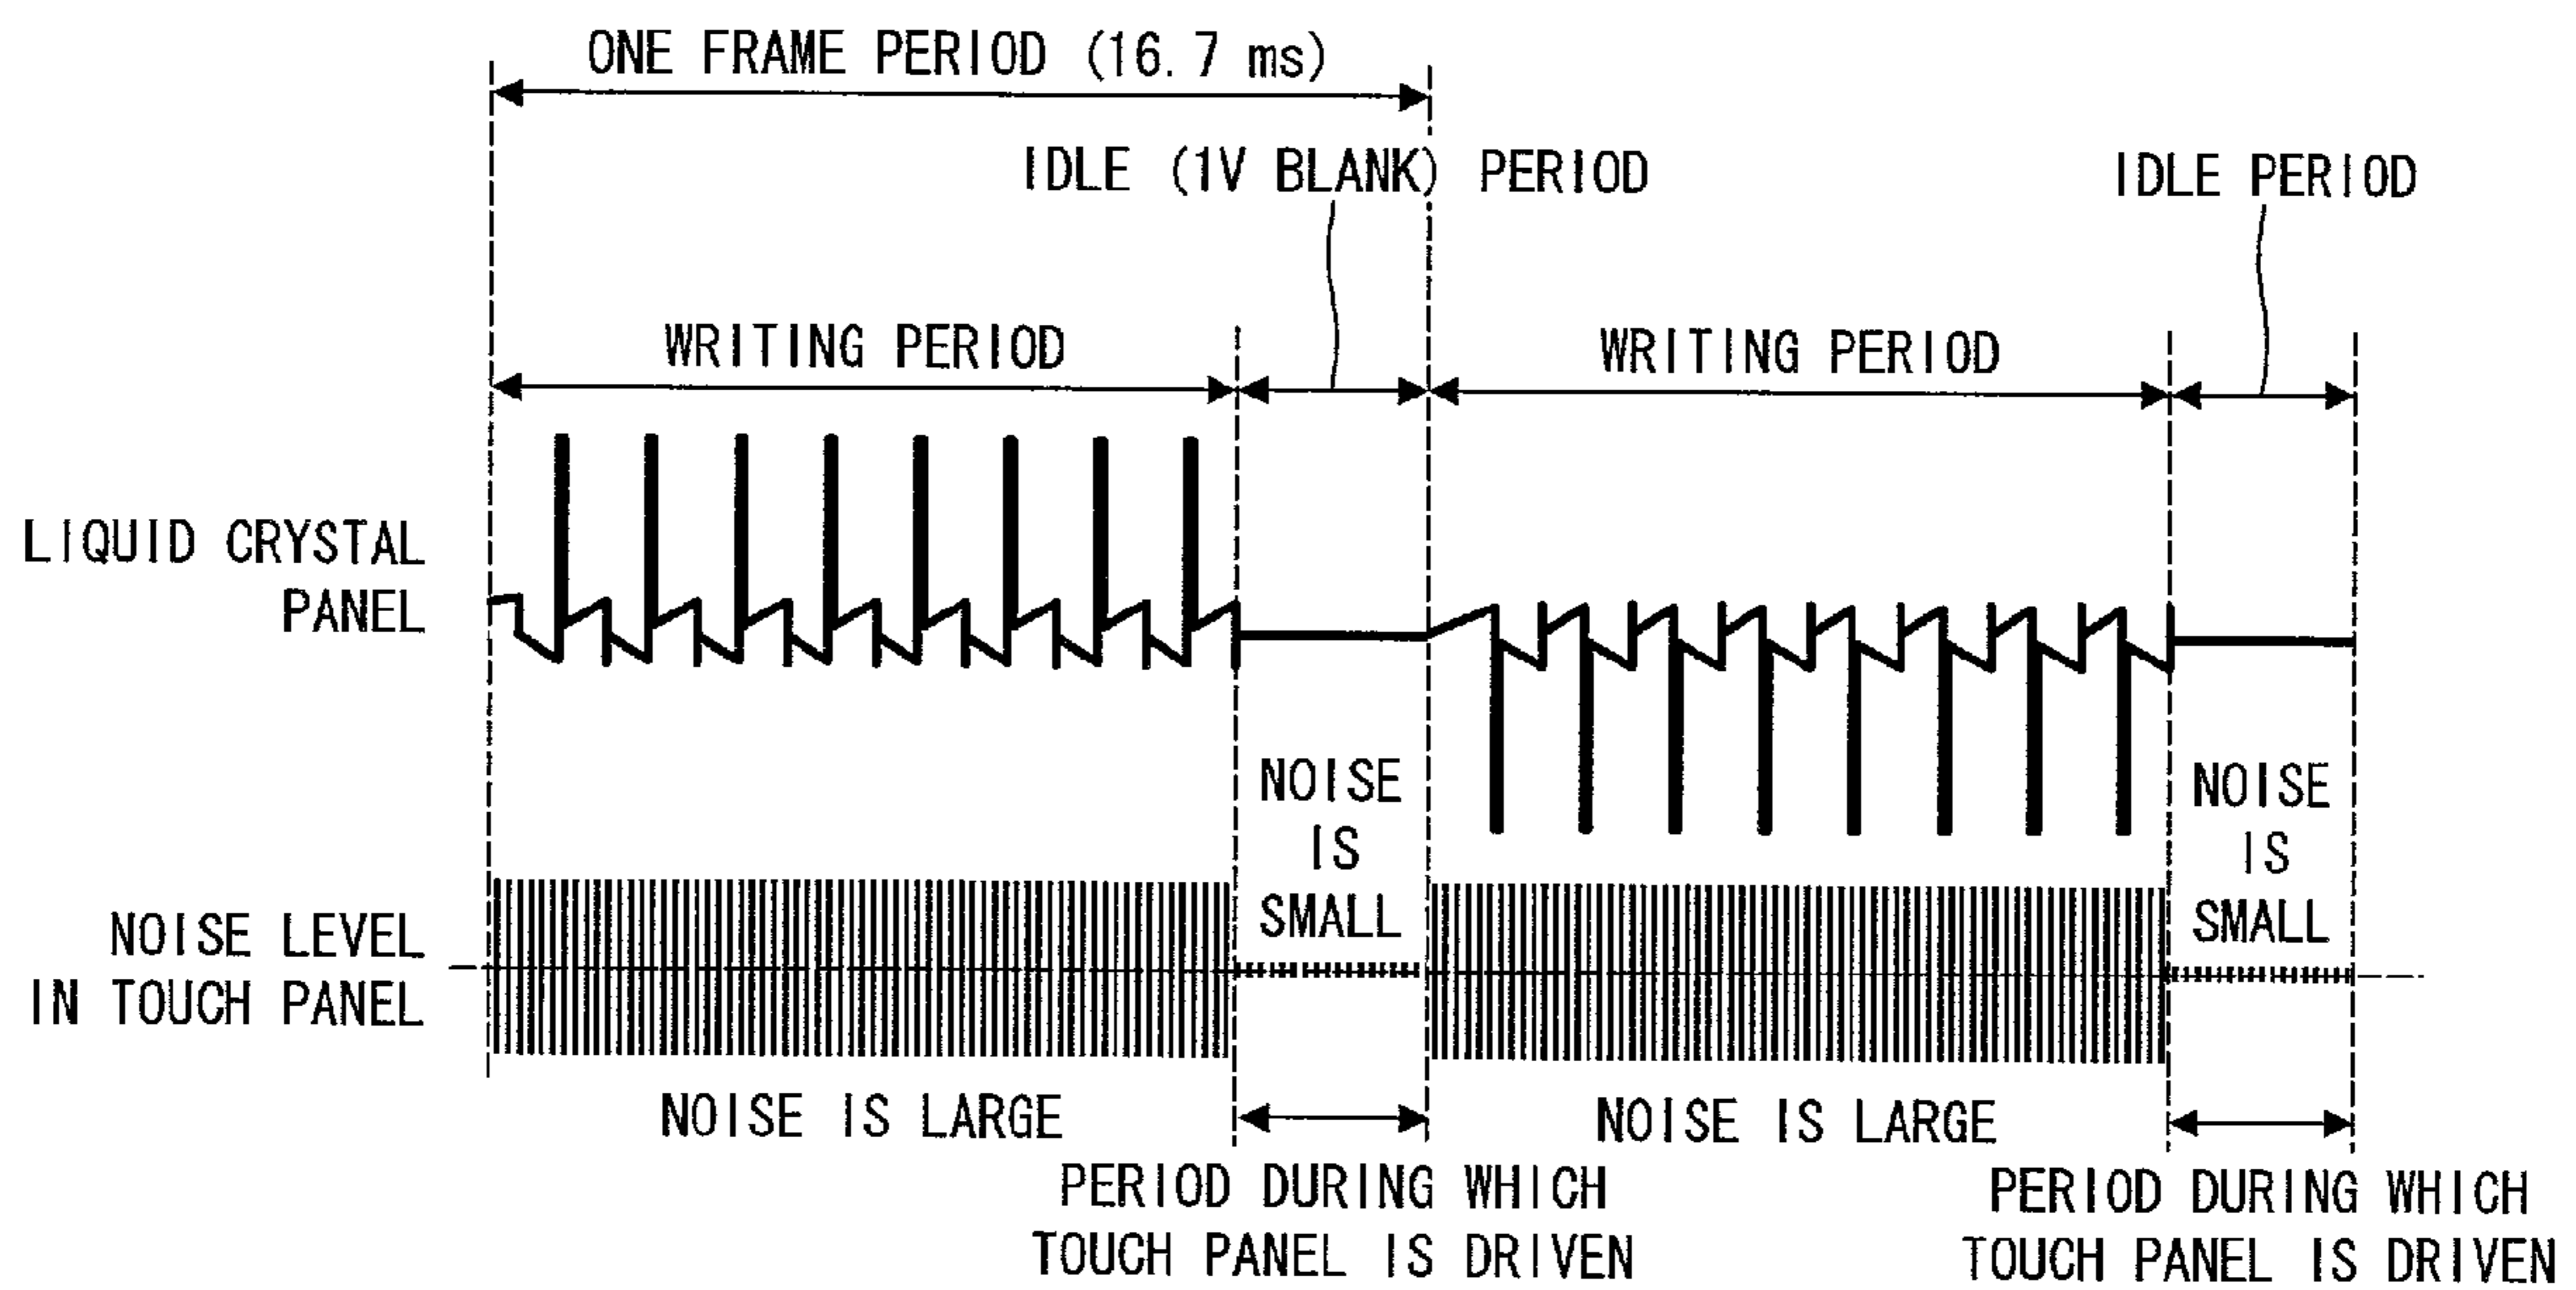 ONE FRAME PERIOD (16.7 ms)
IDLE (1V BLANK) PERIOD
IDLE PERIOD
WRITING PERIOD
WRITING PERIOD
LIQUID CRYSTAL
PANEL
NOISE
IS
SMALL
NOISE
IS
SMALL
NOISE LEVEL
IN TOUCH PANEL
NOISE IS LARGE
NOISE IS LARGE
PERIOD DURING WHICH
TOUCH PANEL IS DRIVEN
PERIOD DURING WHICH
TOUCH PANEL IS DRIVEN